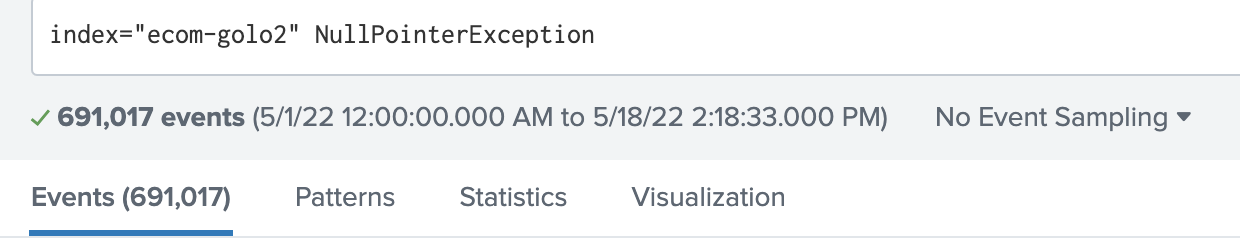 index="ecom-golo2" NullPointerException
691,017 events (5/1/22 12:00:00.000 AM to 5/18/22 2:18:33.000 PM) No Event Sampling
Events (691,017) Patterns Statistics Visualization